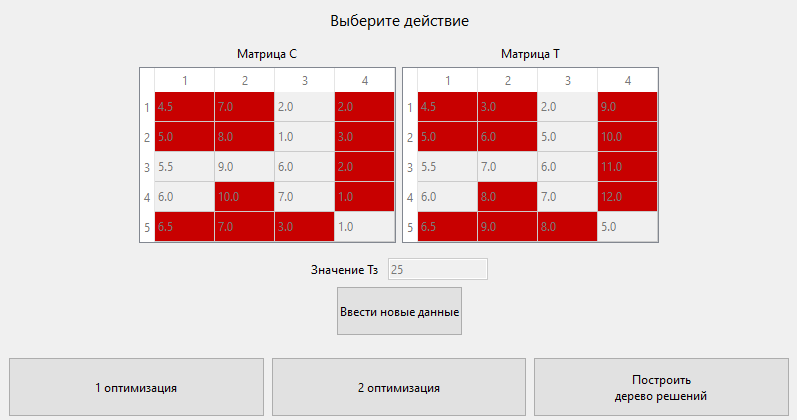 Выберите действие
Матрица C
Матрица T
1 2 3 4
1 2 3 4
1 4.5 7.0 2.0 2.0
1 4.5 3.0 2.0 9.0
2 5.0 8.0 1.0 3.0
2 5.0 6.0 5.0 10.0
3 5.5 9.0 6.0 2.0
3 5.5 7.0 6.0 11.0
4 6.0 10.0 7.0 1.0
4 6.0 8.0 7.0 12.0
5 6.5 7.0 3.0 1.0
5 6.5 9.0 8.0 5.0
Значение Tз 25
Ввести новые данные
1 оптимизация
2 оптимизация
Построить
дерево решений